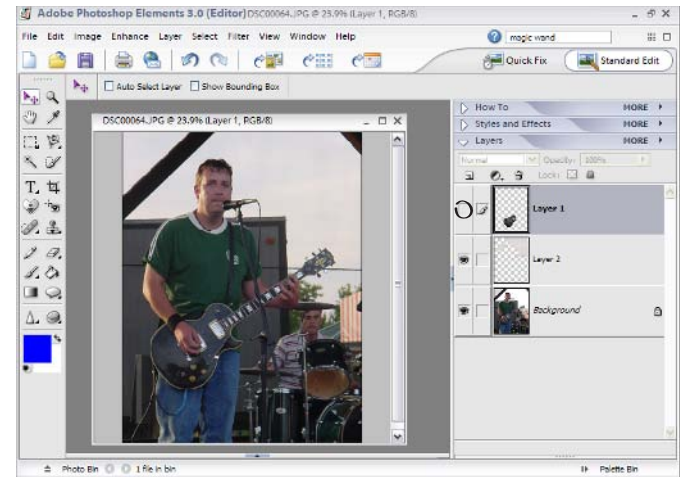 Adobe Photoshop Elements 3.0 (Editor) DSC00064.JPG @ 23.9% (Layer 1, RGB/8)
File Edit Image Enhance Layer Select Filter View Window Help magic wand
Quick Fix Standard Edit
Auto Select Layer Show Bounding Box
DSC00064.JPG @ 23.9% (Layer 1, RGB/8)
How To MORE
Styles and Effects MORE
Layers MORE
Normal Opacity: 100%
Lock:
Layer 1
Layer 2
Background
Photo Bin 1 file in bin Palette Bin